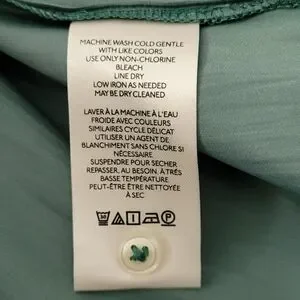 MACHINE WASH COLD GENTLE
WITH LIKE COLORS
USE ONLY NON-CHLORINE
BLEACH
LINE DRY
LOW IRON AS NEEDED
MAY BE DRY CLEANED
LAVER À LA MACHINE À L'EAU
FROIDE AVEC COULEURS
SIMILAIRES CYCLE DÉLICAT
UTILISER UN AGENT DE
BLANCHIMENT SANS CHLORE SI
NÉCESSAIRE
SUSPENDRE POUR SÉCHER
REPASSER, AU BESOIN, À TRÈS
BASSE TEMPÉRATURE
PEUT-ÊTRE ÊTRE NETTOYÉE
À SEC